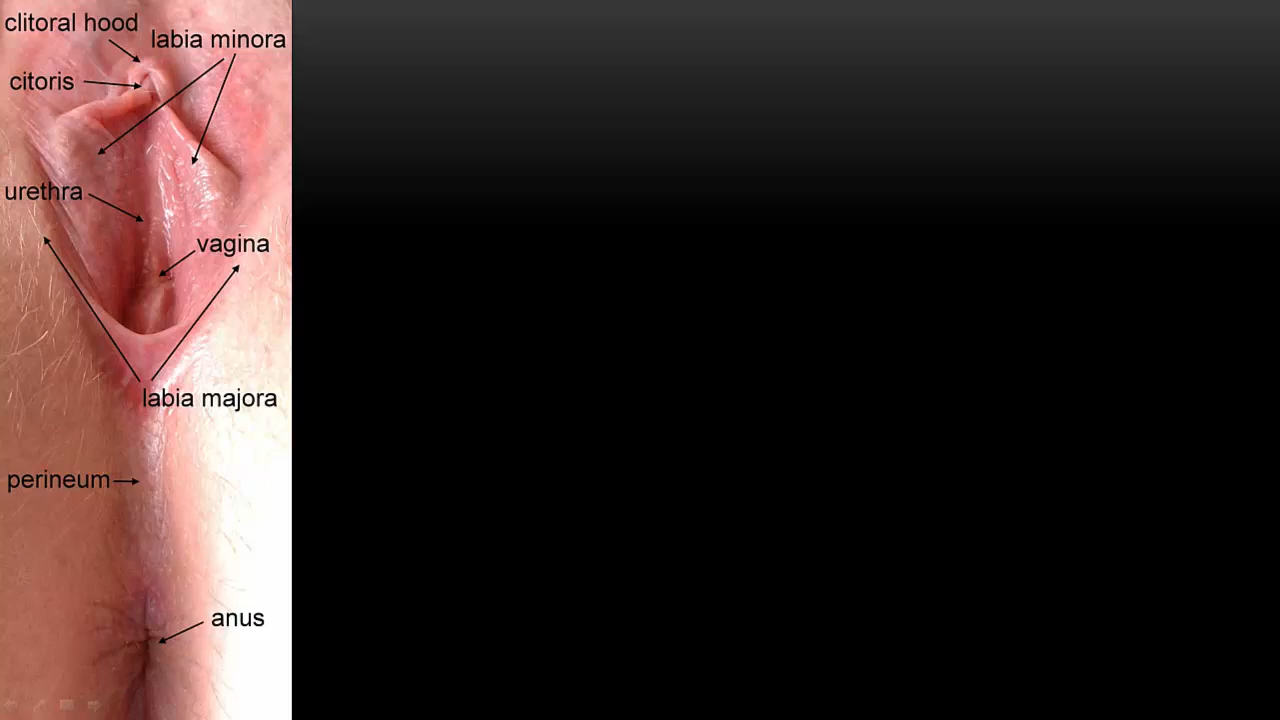 clitoral hood
labia minora
citoris
urethra
vagina
labia majora
perineum
anus